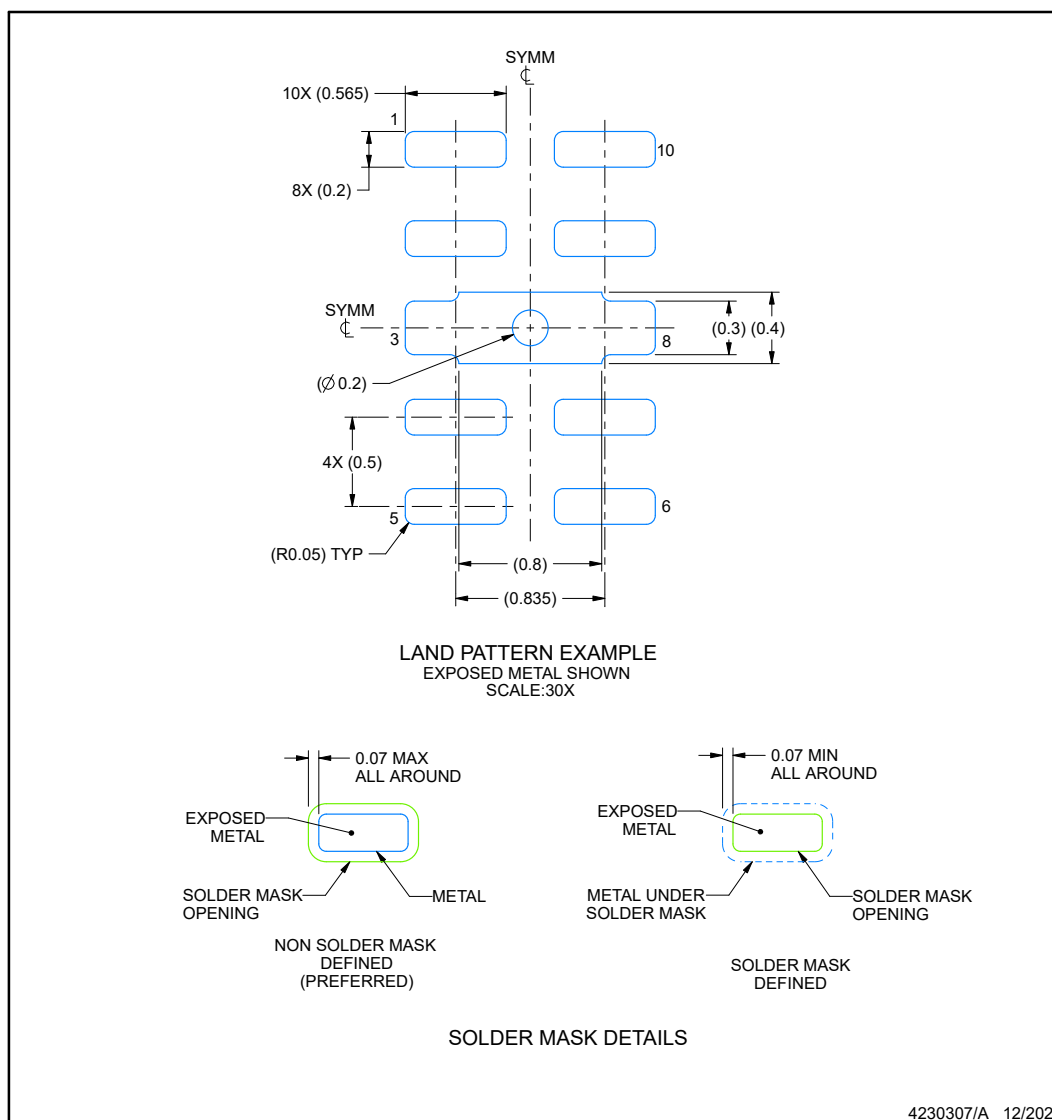 SYMM
℄
10X (0.565)
1
10
8X (0.2)
SYMM
℄
3
(0.3) (0.4)
8
(Ø 0.2)
4X (0.5)
5
6
(R0.05) TYP
(0.8)
(0.835)
LAND PATTERN EXAMPLE
EXPOSED METAL SHOWN
SCALE:30X
0.07 MAX
ALL AROUND
EXPOSED
METAL
SOLDER MASK
OPENING
METAL
NON SOLDER MASK
DEFINED
(PREFERRED)
0.07 MIN
ALL AROUND
EXPOSED
METAL
METAL UNDER
SOLDER MASK
SOLDER MASK
OPENING
SOLDER MASK
DEFINED
SOLDER MASK DETAILS
4230307/A 12/202